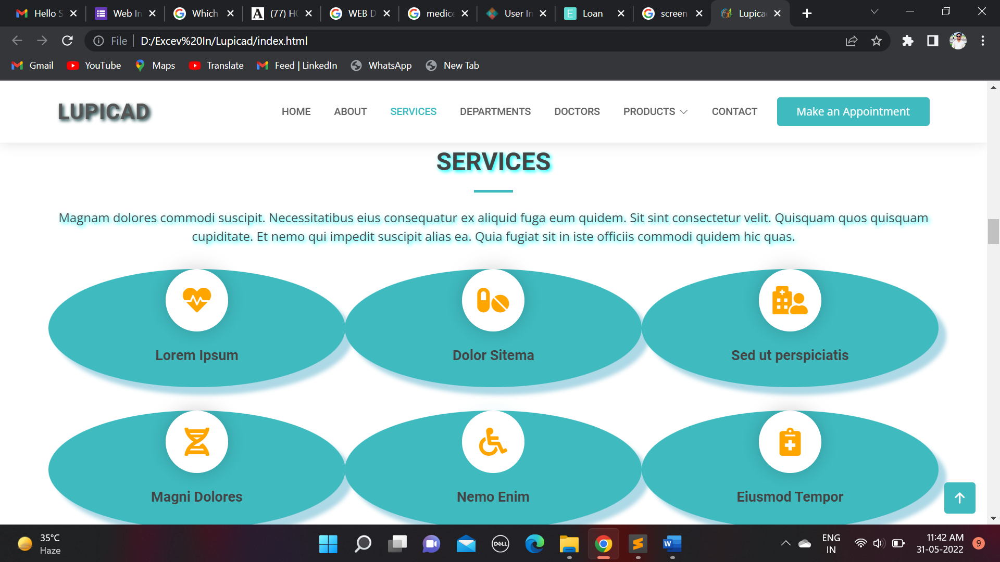 Hello S
Web In
Which
(77) HO
WEB D
medice
User In
Loan
screen
Lupicad
File
D:/Excev%20In/Lupicad/index.html
Gmail
YouTube
Maps
Translate
Feed | LinkedIn
WhatsApp
New Tab
LUPICAD
HOME
ABOUT
SERVICES
DEPARTMENTS
DOCTORS
PRODUCTS
CONTACT
Make an Appointment
SERVICES
Magnam dolores commodi suscipit. Necessitatibus eius consequatur ex aliquid fuga eum quidem. Sit sint consectetur velit. Quisquam quos quisquam
cupiditate. Et nemo qui impedit suscipit alias ea. Quia fugiat sit in iste officiis commodi quidem hic quas.
Lorem Ipsum
Dolor Sitema
Sed ut perspiciatis
Magni Dolores
Nemo Enim
Eiusmod Tempor
35°C
Haze
DELL
ENG
IN
11:42 AM
31-05-2022
9